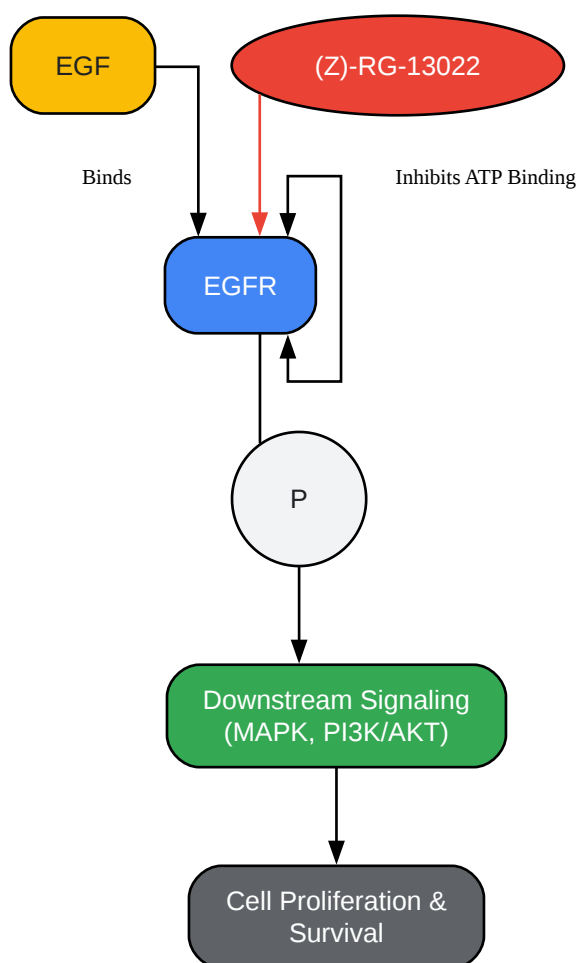 EGF
(Z)-RG-13022
Binds
Inhibits ATP Binding
EGFR
P
Downstream Signaling
(MAPK, PI3K/AKT)
Cell Proliferation &
Survival